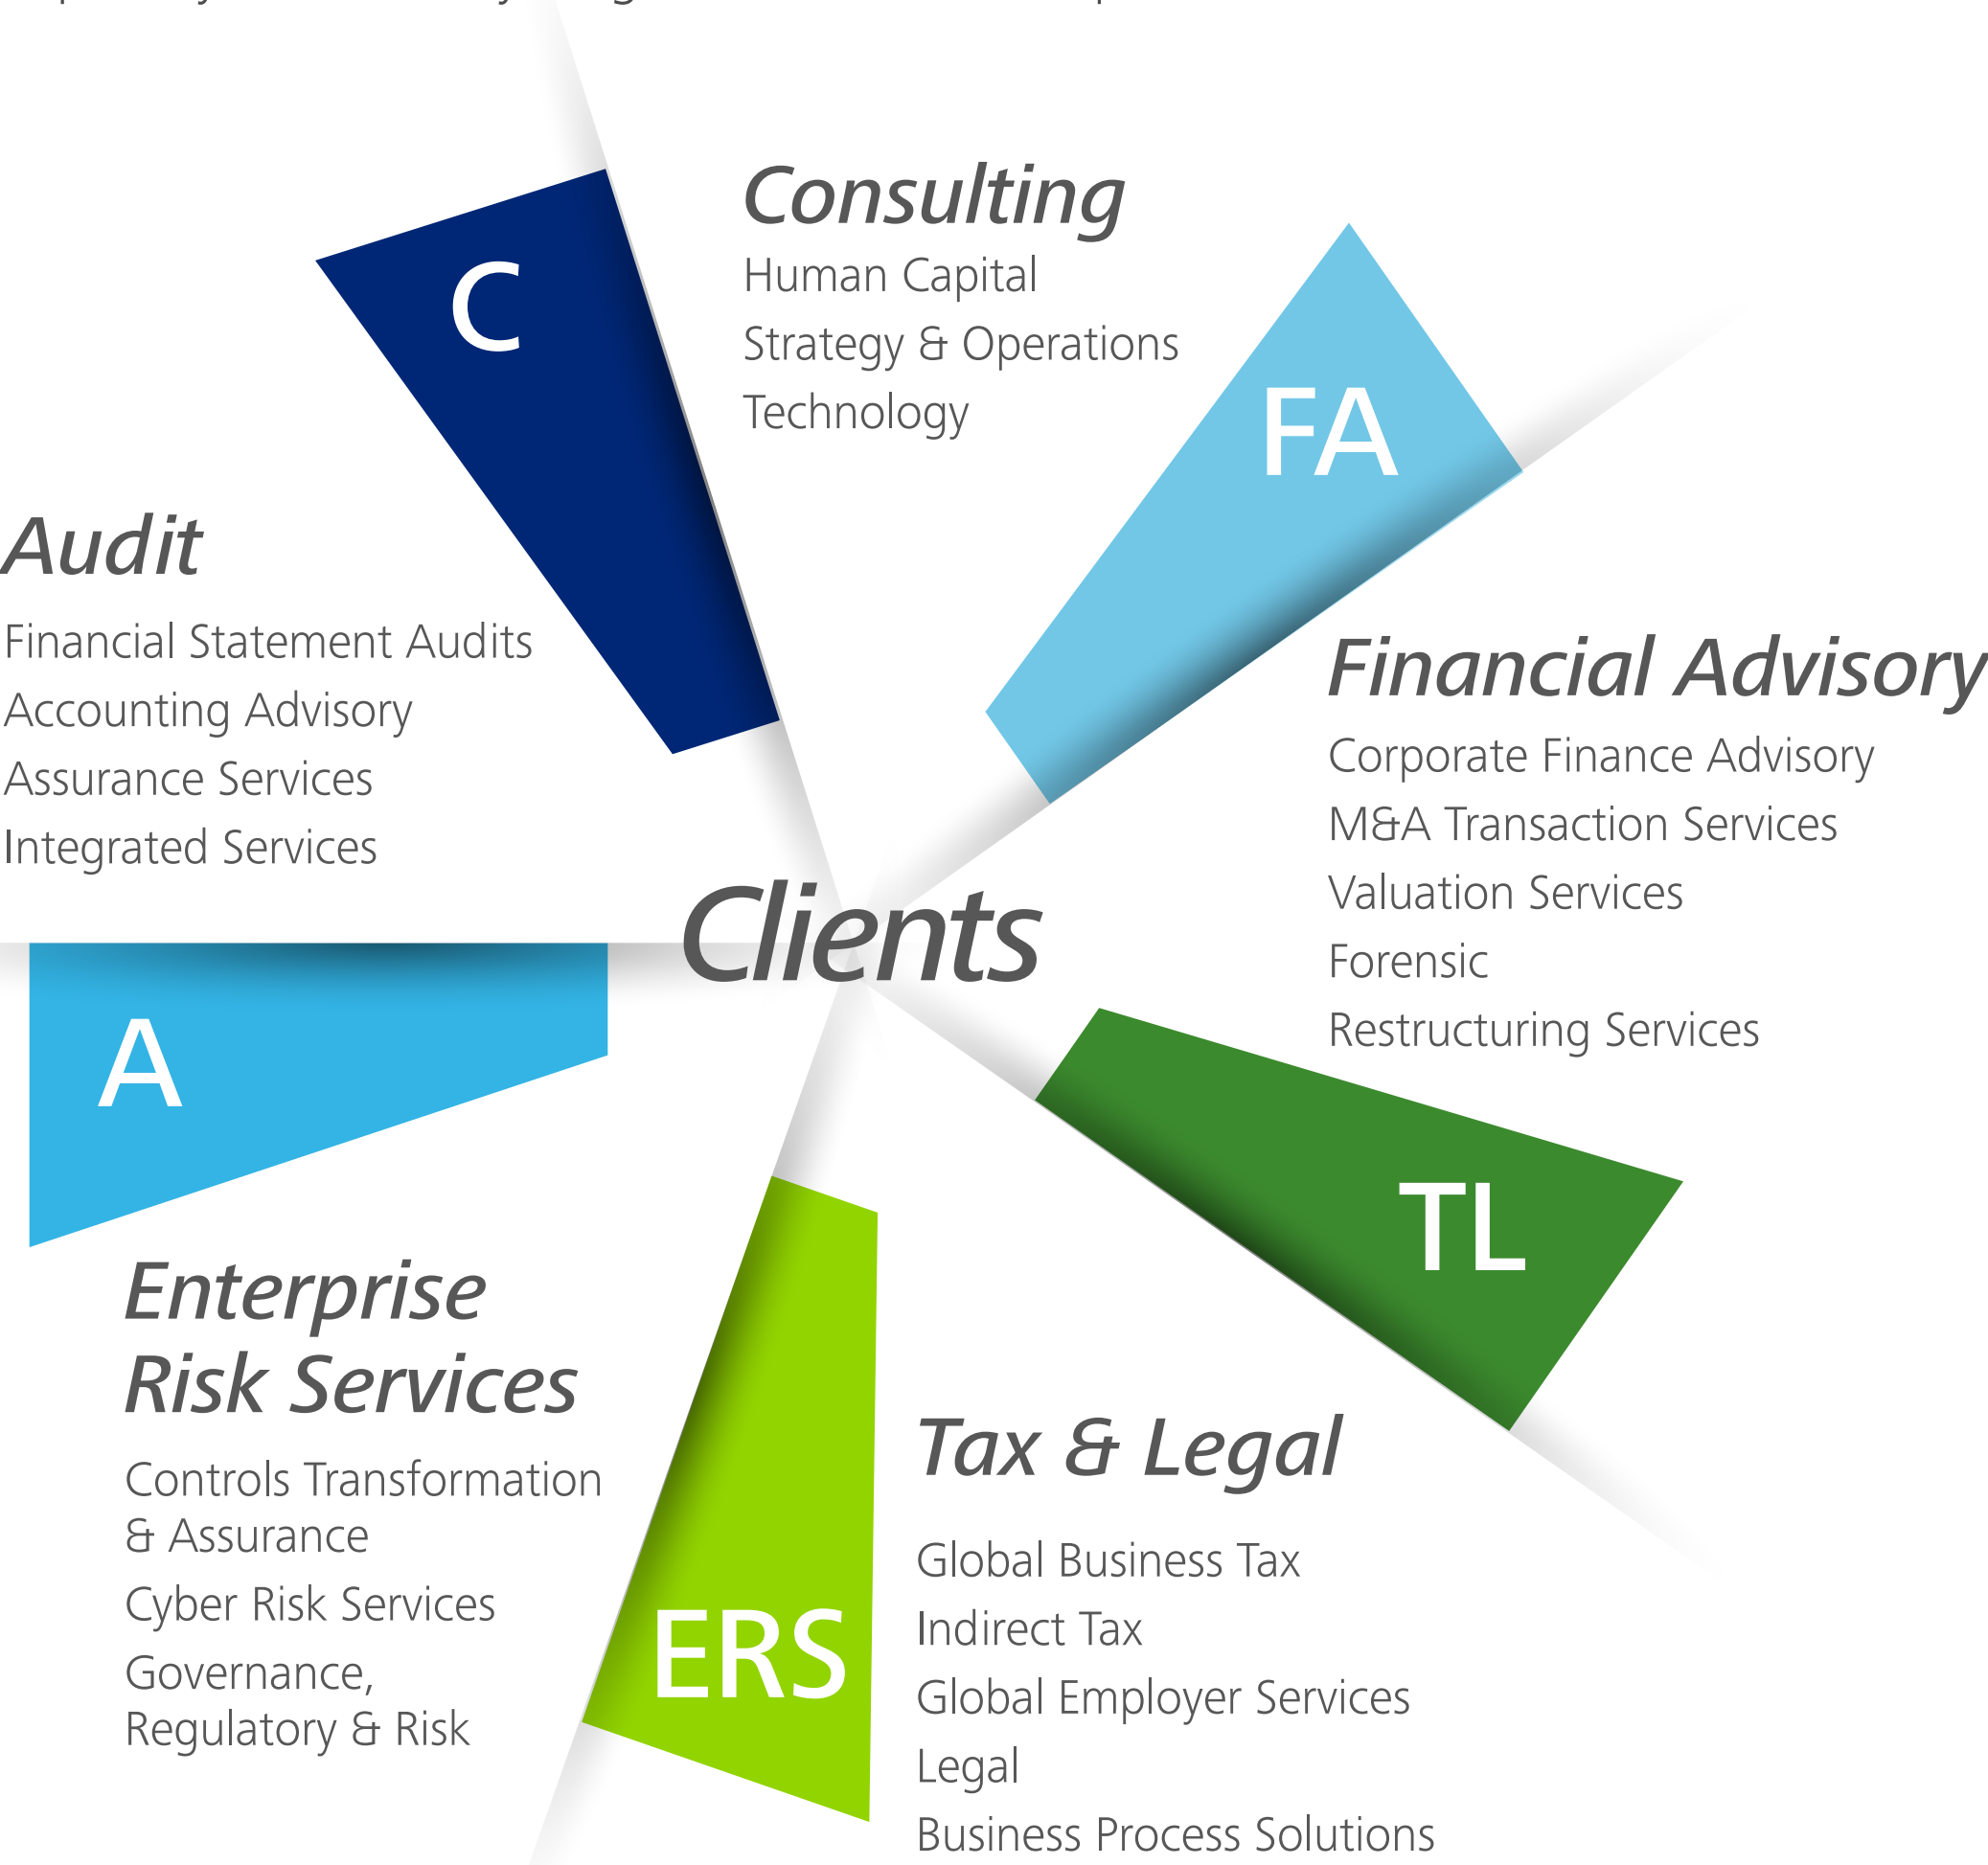 C
Consulting
Human Capital
Strategy & Operations
Technology
FA
Audit
Financial Statement Audits
Accounting Advisory
Assurance Services
Integrated Services
Financial Advisory
Corporate Finance Advisory
M&A Transaction Services
Valuation Services
Forensic
Restructuring Services
Clients
A
TL
Enterprise
Risk Services
Controls Transformation
& Assurance
Cyber Risk Services
Governance,
Regulatory & Risk
ERS
Tax & Legal
Global Business Tax
Indirect Tax
Global Employer Services
Legal
Business Process Solutions